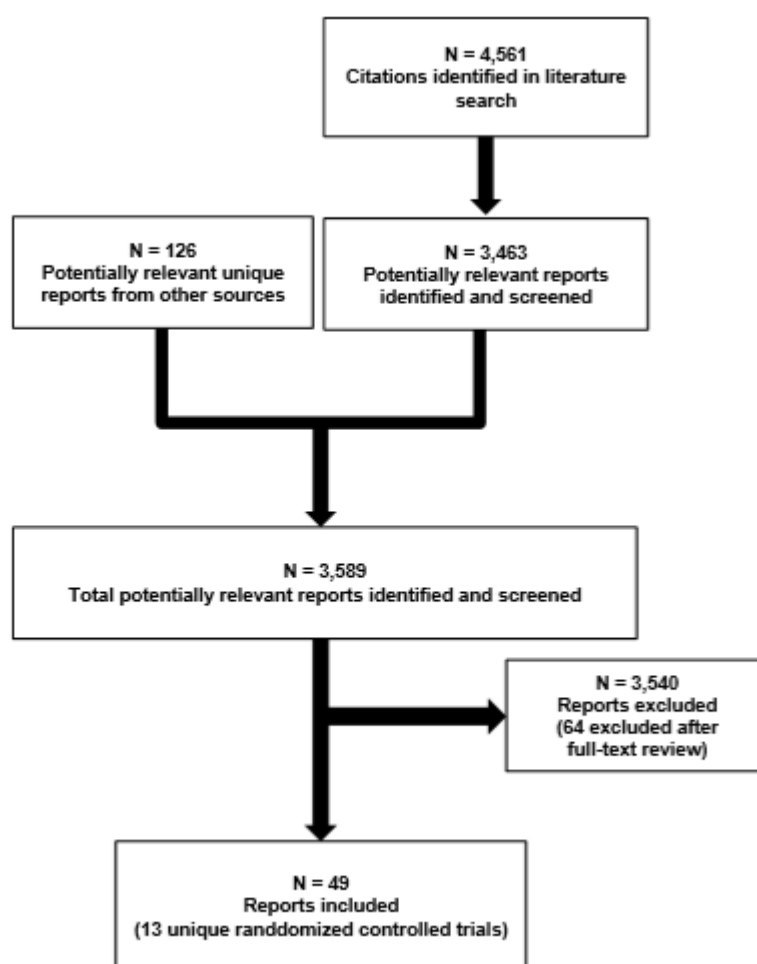 N = 4,561
Citations identified in literature
search
N = 126
Potentially relevant unique
reports from other sources
N = 3,463
Potentially relevant reports
identified and screened
N = 3,589
Total potentially relevant reports identified and screened
N = 3,540
Reports excluded
(64 excluded after
full-text review)
N = 49
Reports included
(13 unique randdomized controlled trials)